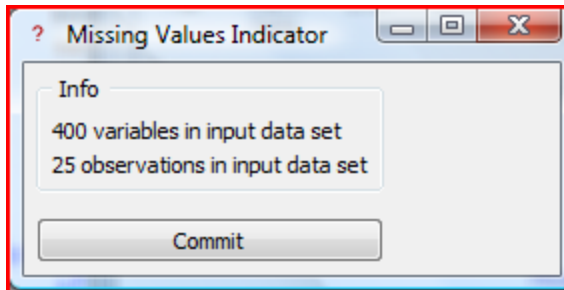 ? Missing Values Indicator
Info
400 variables in input data set
25 observations in input data set
Commit